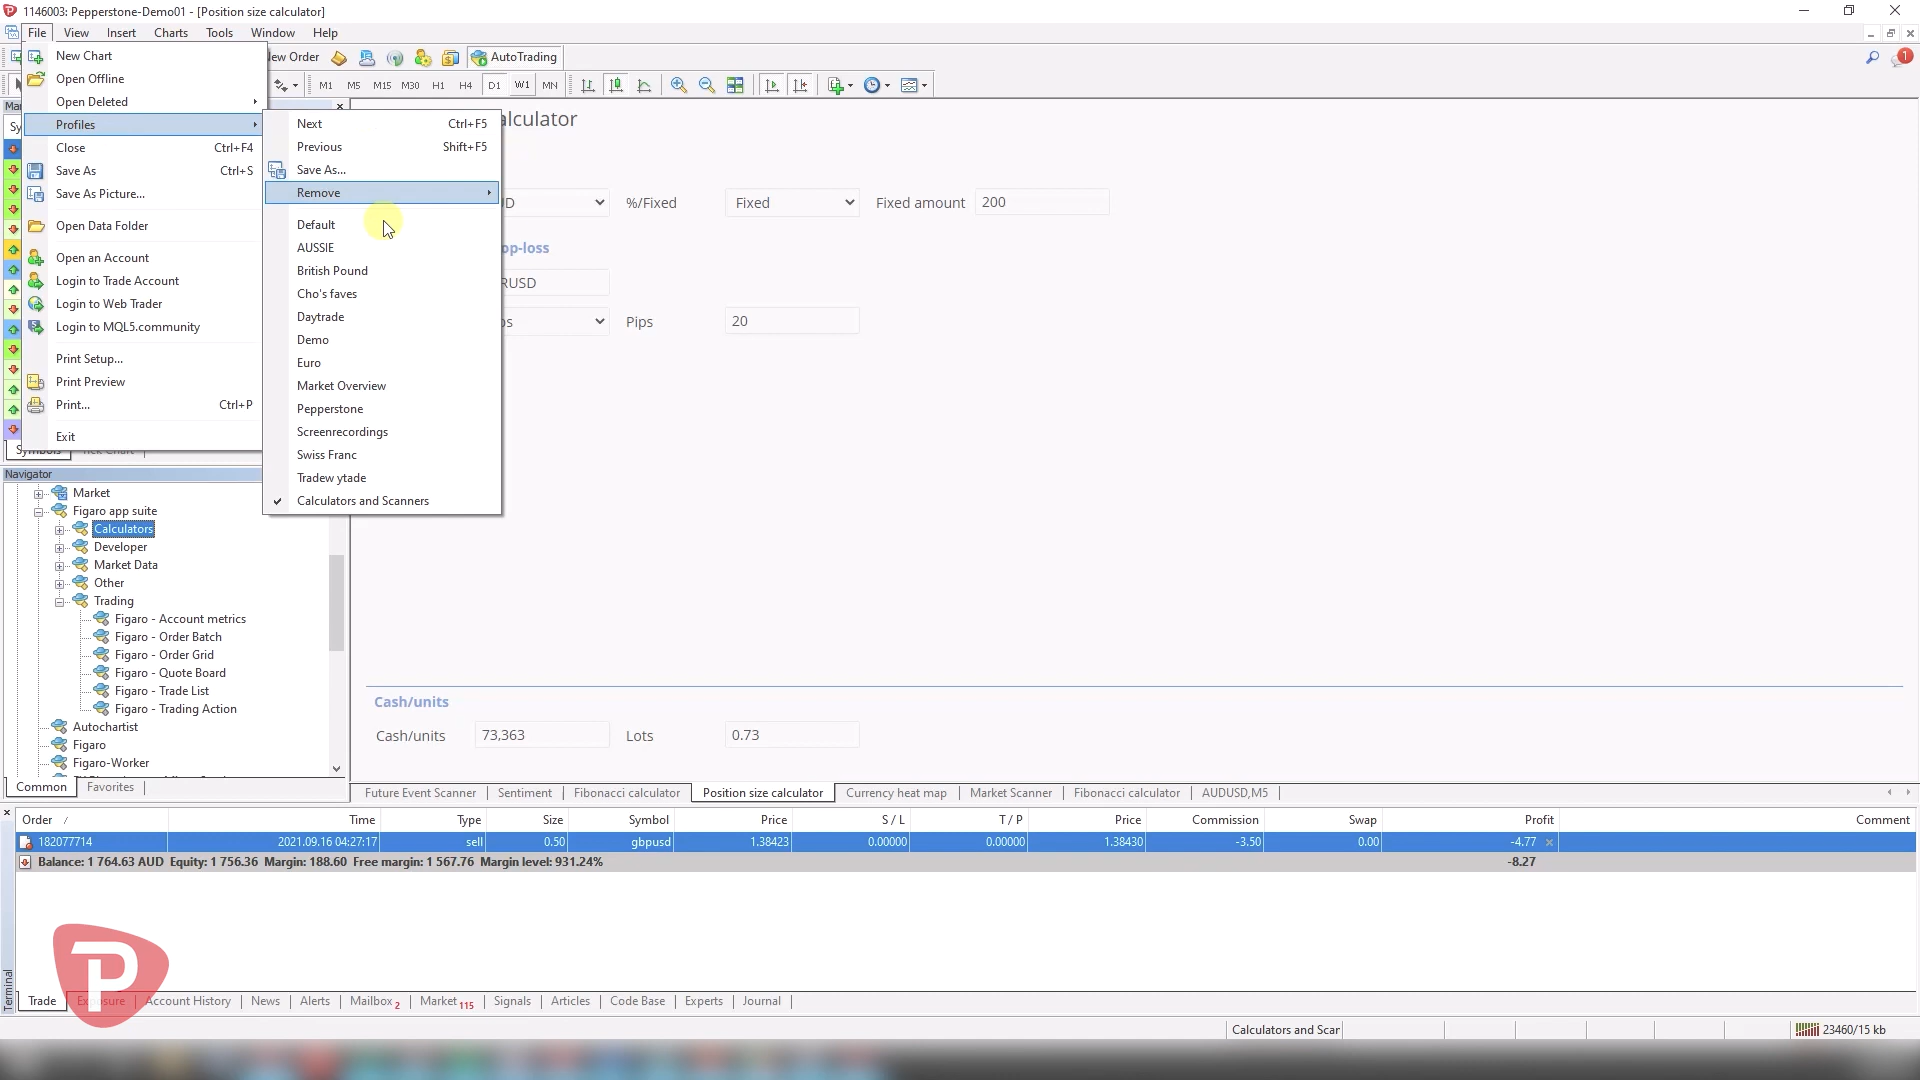 1146003: Pepperstone-Demo01 - [Position size calculator]
File View Insert Charts Tools Window Help
New Chart
Open Offline
Open Deleted
Profiles
Close Ctrl+F4
Save As Ctrl+S
Save As Picture...
Open Data Folder
Open an Account
Login to Trade Account
Login to Web Trader
Login to MQL5.community
Print Setup...
Print Preview
Print... Ctrl+P
Exit
ew Order AutoTrading 1
M1 M5 M15 M30 H1 H4 D1 W1 MN
Next Ctrl+F5
Previous Shift+F5
Save As...
Remove
Default
AUSSIE
British Pound
Cho's faves
Daytrade
Demo
Euro
Market Overview
Pepperstone
Screenrecordings
Swiss Franc
Tradew ytade
Calculators and Scanners
alculator
D %/Fixed Fixed Fixed amount 200
op-loss
RUSD
os Pips 20
Cash/units
Cash/units 73,363 Lots 0.73
Symbols Tick Chart
Navigator
Market
Figaro app suite
Calculators
Developer
Market Data
Other
Trading
Figaro - Account metrics
Figaro - Order Batch
Figaro - Order Grid
Figaro - Quote Board
Figaro - Trade List
Figaro - Trading Action
Autochartist
Figaro
Figaro-Worker
Common Favorites
Future Event Scanner Sentiment Fibonacci calculator Position size calculator Currency heat map Market Scanner Fibonacci calculator AUDUSD,M5
Order / Time Type Size Symbol Price S / L T / P Price Commission Swap Profit Comment
182077714 2021.09.16 04:27:17 sell 0.50 gbpusd 1.38423 0.00000 0.00000 1.38430 -3.50 0.00 -4.77
Balance: 1 764.63 AUD Equity: 1 756.36 Margin: 188.60 Free margin: 1 567.76 Margin level: 931.24% -8.27
Terminal
Trade Exposure Account History News Alerts Mailbox 2 Market 115 Signals Articles Code Base Experts Journal
Calculators and Scar 23460/15 kb